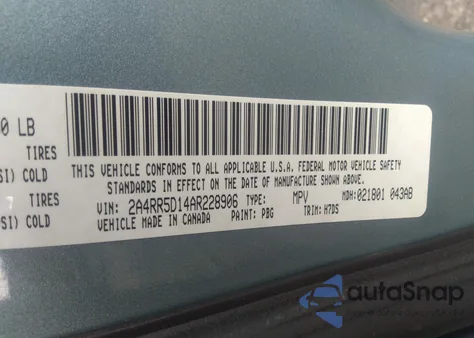 0 LB
TIRES
SI) COLD
TIRES
SI) COLD
THIS VEHICLE CONFORMS TO ALL APPLICABLE U.S.A. FEDERAL MOTOR VEHICLE SAFETY
STANDARDS IN EFFECT ON THE DATE OF MANUFACTURE SHOWN ABOVE.
VIN: 2A4RR5D14AR228906 TYPE: MPV MDH: 021801 043AB
VEHICLE MADE IN CANADA PAINT: PBG TRIM: H7DS
autoSnap